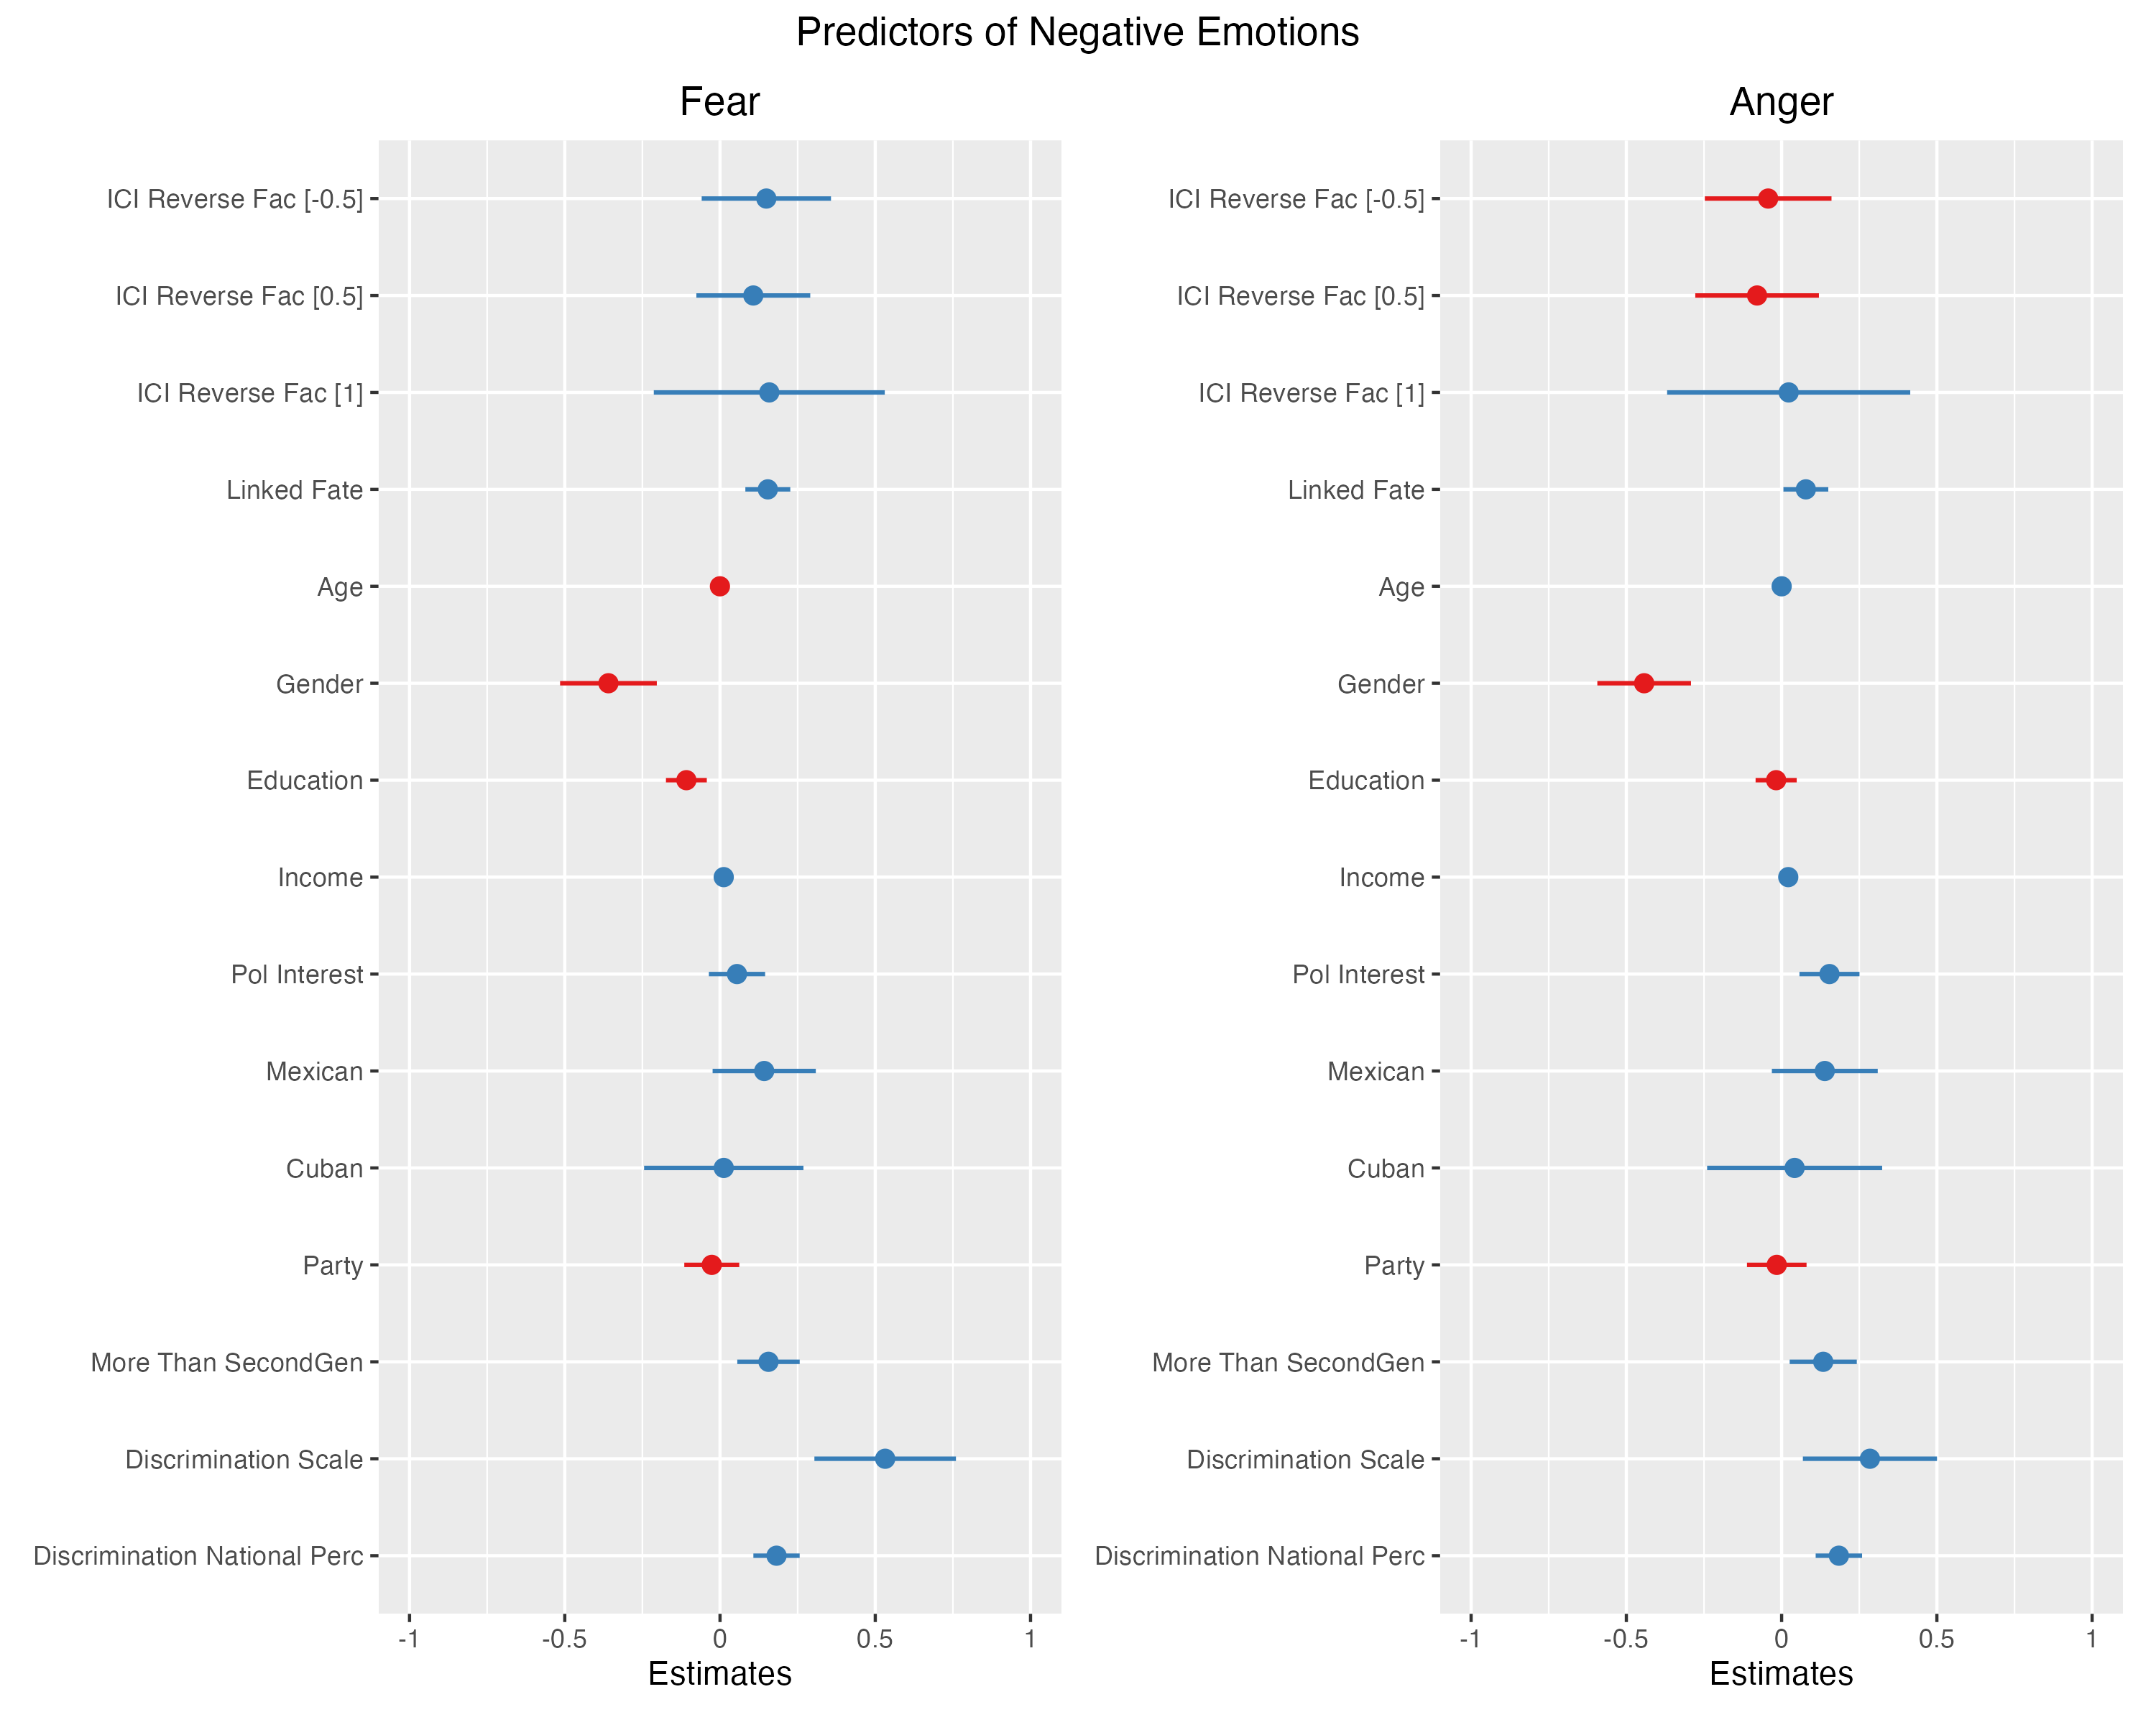 Predictors of Negative Emotions
Fear
ICI Reverse Fac [-0.5]
ICI Reverse Fac [0.5]
ICI Reverse Fac [1]
Linked Fate
Age
Gender
Education
Income
Pol Interest
Mexican
Cuban
Party
More Than SecondGen
Discrimination Scale
Discrimination National Perc
-1 -0.5 0 0.5 1
Estimates
Anger
ICI Reverse Fac [-0.5]
ICI Reverse Fac [0.5]
ICI Reverse Fac [1]
Linked Fate
Age
Gender
Education
Income
Pol Interest
Mexican
Cuban
Party
More Than SecondGen
Discrimination Scale
Discrimination National Perc
-1 -0.5 0 0.5 1
Estimates